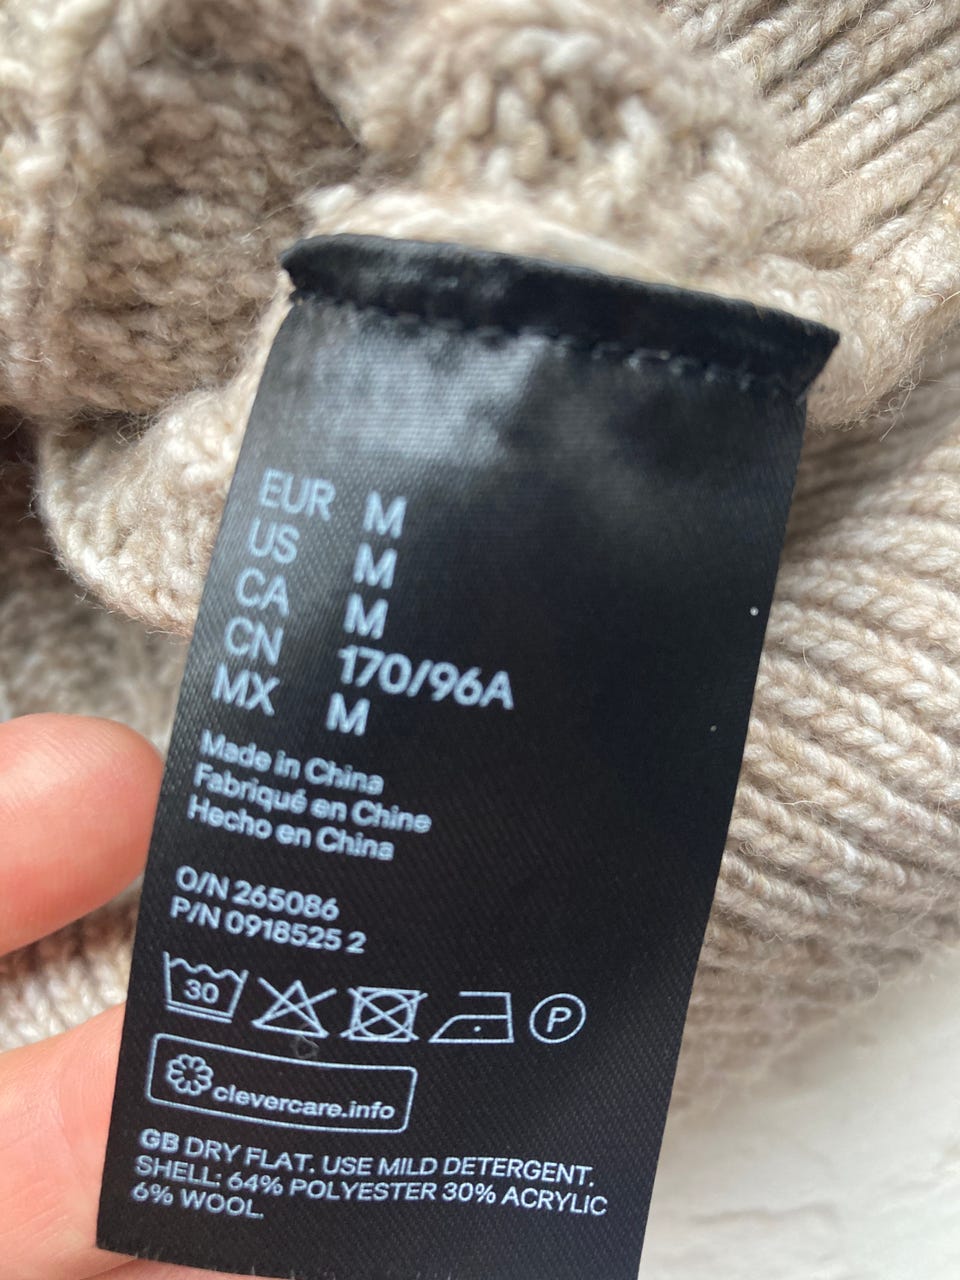 EUR M
US M
CA M
CN 170/96A
MX M
Made in China
Fabriqué en Chine
Hecho en China
O/N 265086
P/N 0918525 2
30
P
clevercare.info
GB DRY FLAT. USE MILD DETERGENT.
SHELL: 64% POLYESTER 30% ACRYLIC
6% WOOL.